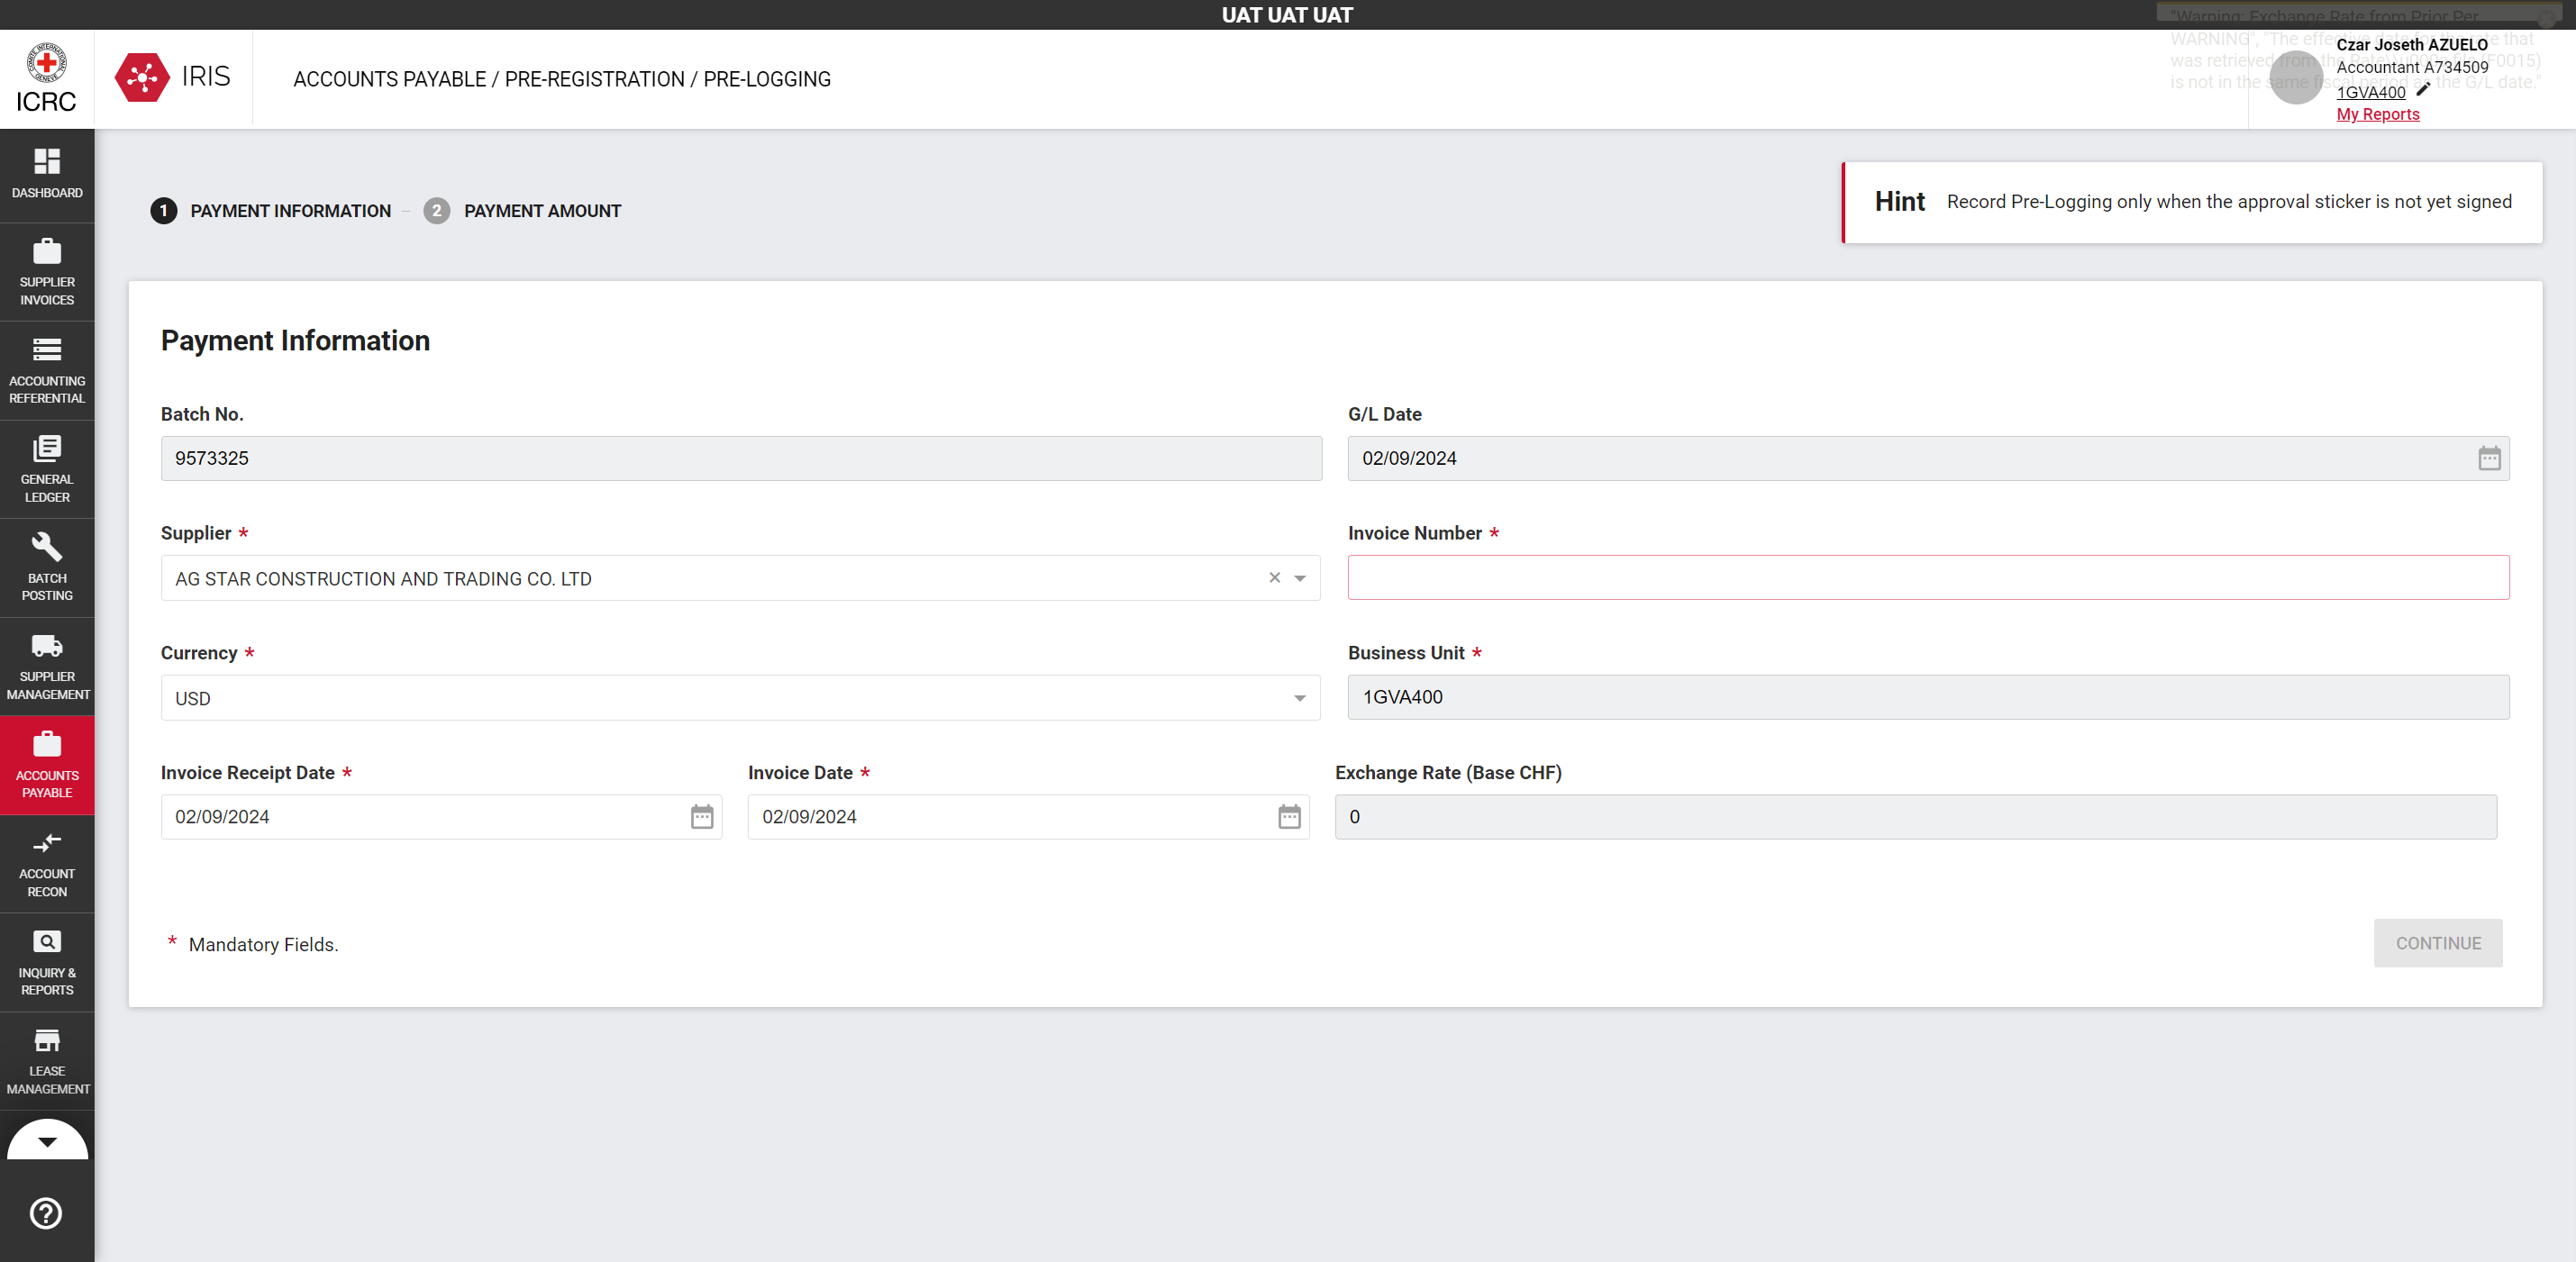 UAT UAT UAT
"Warning: Exchange Rate from Prior Per
WARNING", "The effective date for the rate that
was retrieved from the Rate\\u000a file (F0015)
is not in the same fiscal period as the G/L date."
ICRC
IRIS
ACCOUNTS PAYABLE / PRE-REGISTRATION / PRE-LOGGING
Czar Joseth AZUELO
Accountant A734509
1GVA400
My Reports
DASHBOARD
SUPPLIER
INVOICES
ACCOUNTING
REFERENTIAL
GENERAL
LEDGER
BATCH
POSTING
SUPPLIER
MANAGEMENT
ACCOUNTS
PAYABLE
ACCOUNT
RECON
INQUIRY &
REPORTS
LEASE
MANAGEMENT
1 PAYMENT INFORMATION – 2 PAYMENT AMOUNT
Hint Record Pre-Logging only when the approval sticker is not yet signed
Payment Information
Batch No.
9573325
G/L Date
02/09/2024
Supplier *
AG STAR CONSTRUCTION AND TRADING CO. LTD
Invoice Number *
Currency *
USD
Business Unit *
1GVA400
Invoice Receipt Date *
02/09/2024
Invoice Date *
02/09/2024
Exchange Rate (Base CHF)
0
* Mandatory Fields.
CONTINUE